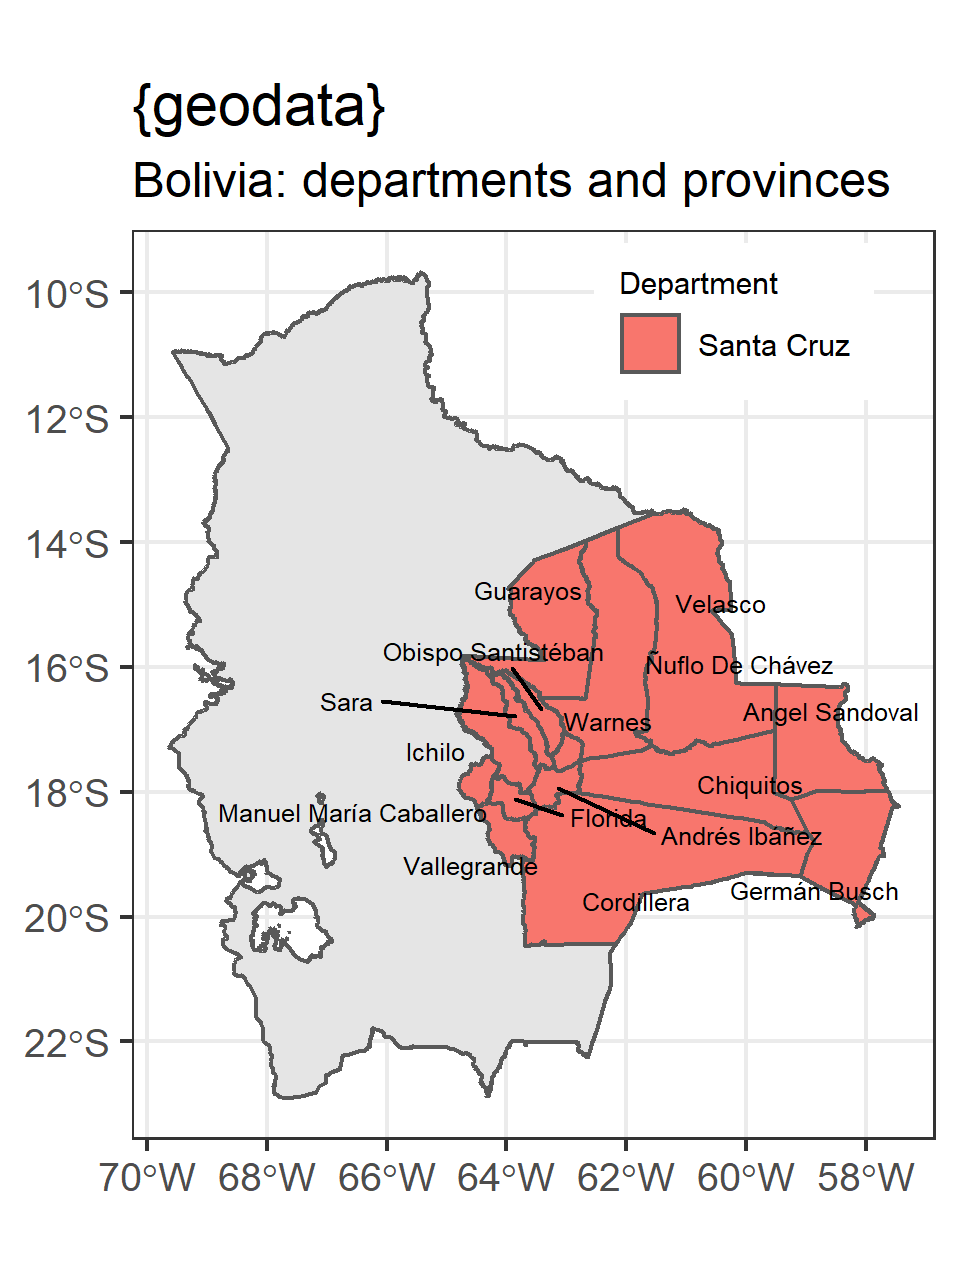 {geodata}
Bolivia: departments and provinces
Department
Santa Cruz
10°S
12°S
14°S
16°S
18°S
20°S
22°S
Guarayos
Velasco
Obispo Santistéban
Ñuflo De Chávez
Sara
Warnes
Angel Sandoval
Ichilo
Chiquitos
Manuel María Caballero
Florida
Andrés Ibáñez
Vallegrande
Germán Busch
Cordillera
70°W 68°W 66°W 64°W 62°W 60°W 58°W